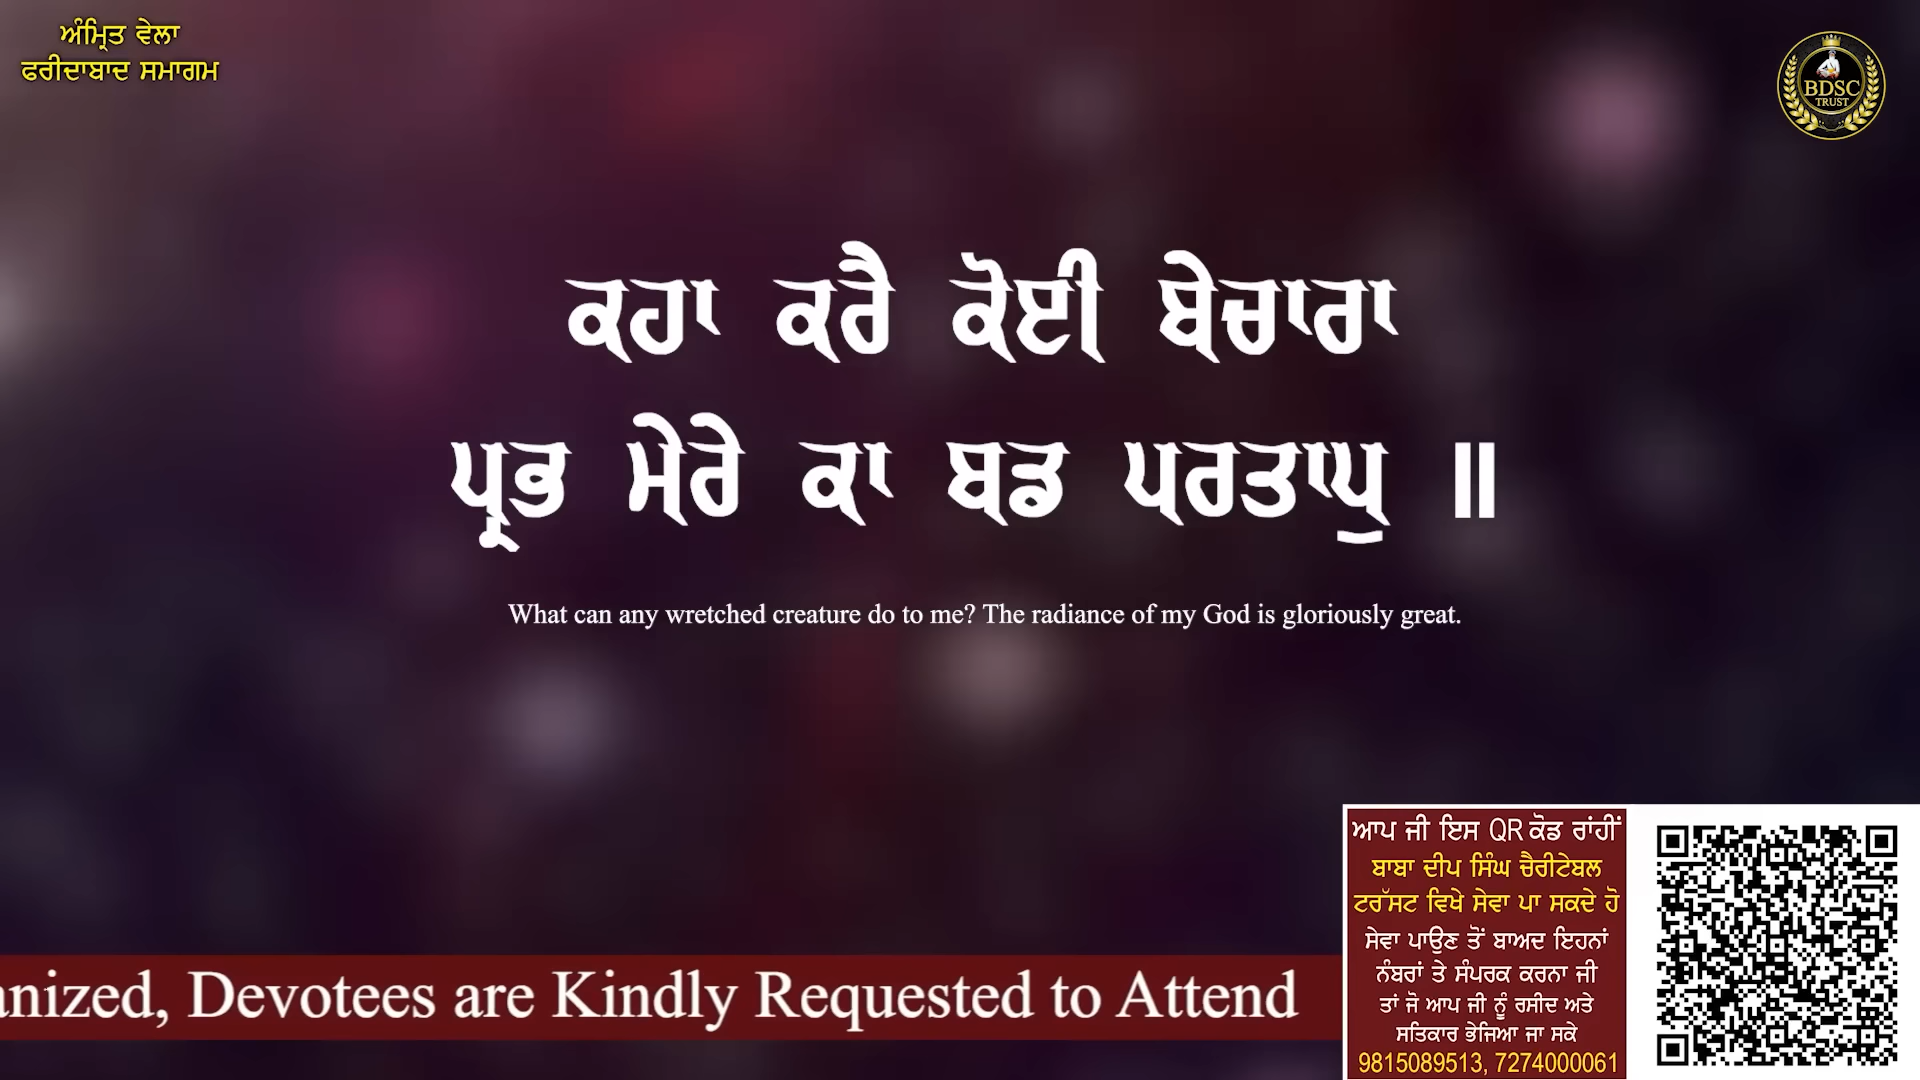 ਅੰਮ੍ਰਿਤ ਵੇਲਾ
ਫਰੀਦਾਬਾਦ ਸਮਾਗਮ
BDSC
TRUST
ਕਹਾ ਕਰੈ ਕੋਈ ਬੇਚਾਰਾ
ਪ੍ਰਭ ਮੇਰੇ ਕਾ ਬਡ ਪਰਤਾਪੁ ॥
What can any wretched creature do to me? The radiance of my God is gloriously great.
anized, Devotees are Kindly Requested to Attend
ਆਪ ਜੀ ਇਸ QR ਕੋਡ ਰਾਂਹੀਂ
ਬਾਬਾ ਦੀਪ ਸਿੰਘ ਚੈਰੀਟੇਬਲ
ਟਰੱਸਟ ਵਿਖੇ ਸੇਵਾ ਪਾ ਸਕਦੇ ਹੋ
ਸੇਵਾ ਪਾਉਣ ਤੋਂ ਬਾਅਦ ਇਹਨਾਂ
ਨੰਬਰਾਂ ਤੇ ਸੰਪਰਕ ਕਰਨਾ ਜੀ
ਤਾਂ ਜੋ ਆਪ ਜੀ ਨੂੰ ਰਸੀਦ ਅਤੇ
ਸਤਿਕਾਰ ਭੇਜਿਆ ਜਾ ਸਕੇ
9815089513, 7274000061